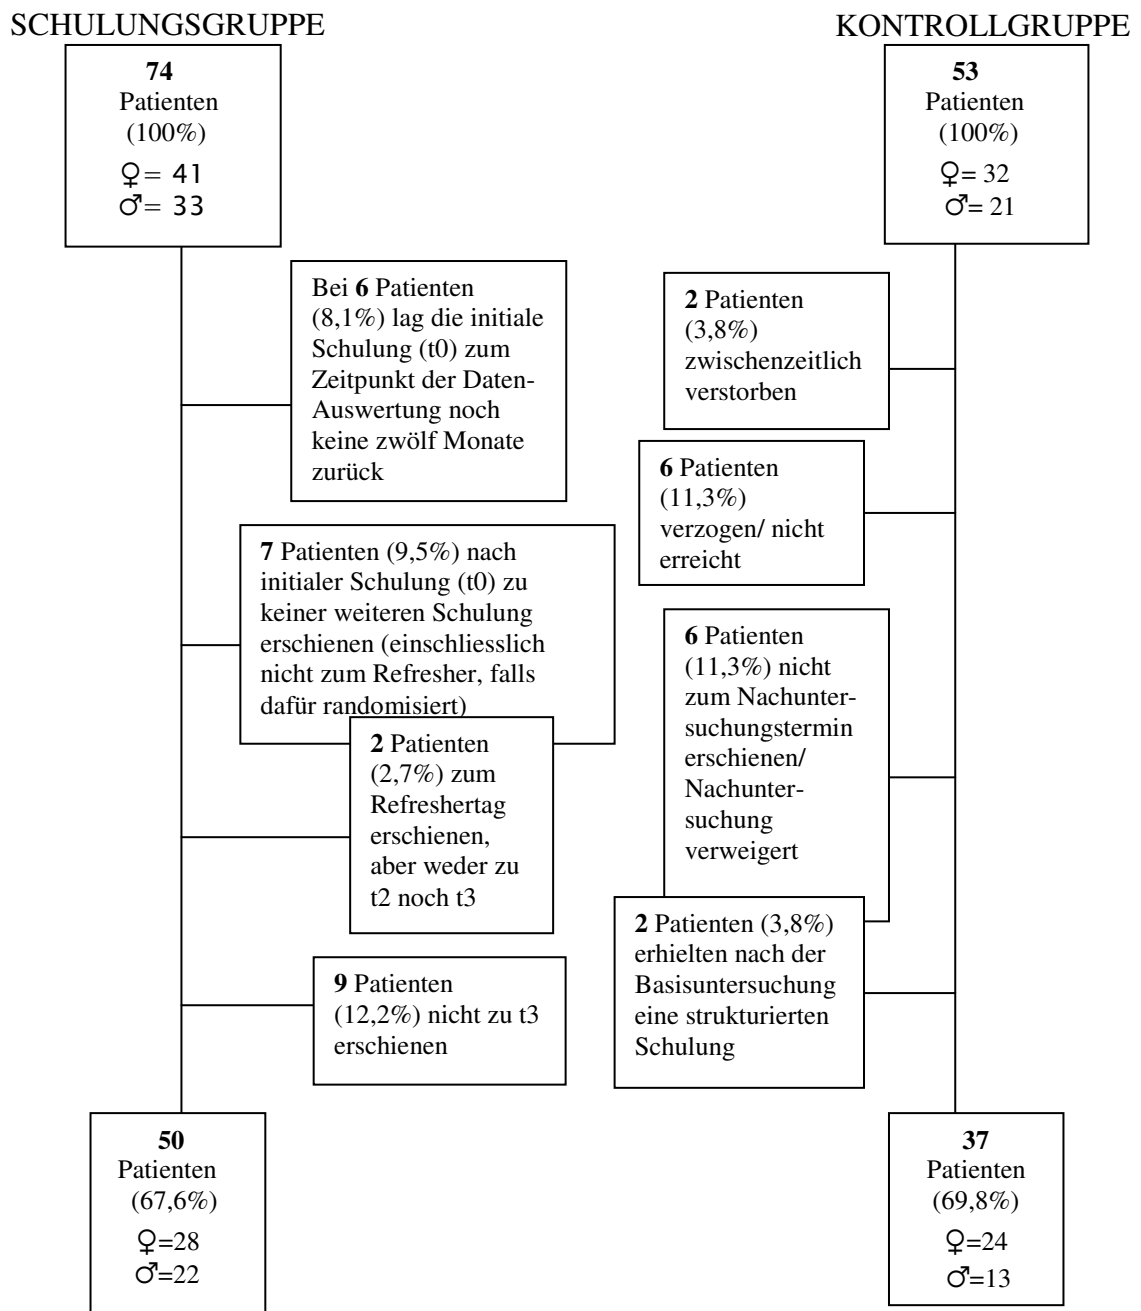 SCHULUNGSGRUPPE
74
Patienten
(100%)
♀= 41
♂= 33
Bei 6 Patienten
(8,1%) lag die initiale
Schulung (t0) zum
Zeitpunkt der Daten-
Auswertung noch
keine zwölf Monate
zurück
7 Patienten (9,5%) nach
initialer Schulung (t0) zu
keiner weiteren Schulung
erschienen (einschliesslich
nicht zum Refresher, falls
dafür randomisiert)
2 Patienten
(2,7%) zum
Refreshertag
erschienen,
aber weder zu
t2 noch t3
9 Patienten
(12,2%) nicht zu t3
erschienen
50
Patienten
(67,6%)
♀=28
♂=22
KONTROLLGRUPPE
53
Patienten
(100%)
♀= 32
♂= 21
2 Patienten
(3,8%)
zwischenzeitlich
verstorben
6 Patienten
(11,3%)
verzogen/ nicht
erreicht
6 Patienten
(11,3%) nicht
zum Nachunter-
suchungstermin
erschienen/
Nachunter-
suchung
verweigert
2 Patienten (3,8%)
erhielten nach der
Basisuntersuchung
eine strukturierten
Schulung
37
Patienten
(69,8%)
♀=24
♂=13